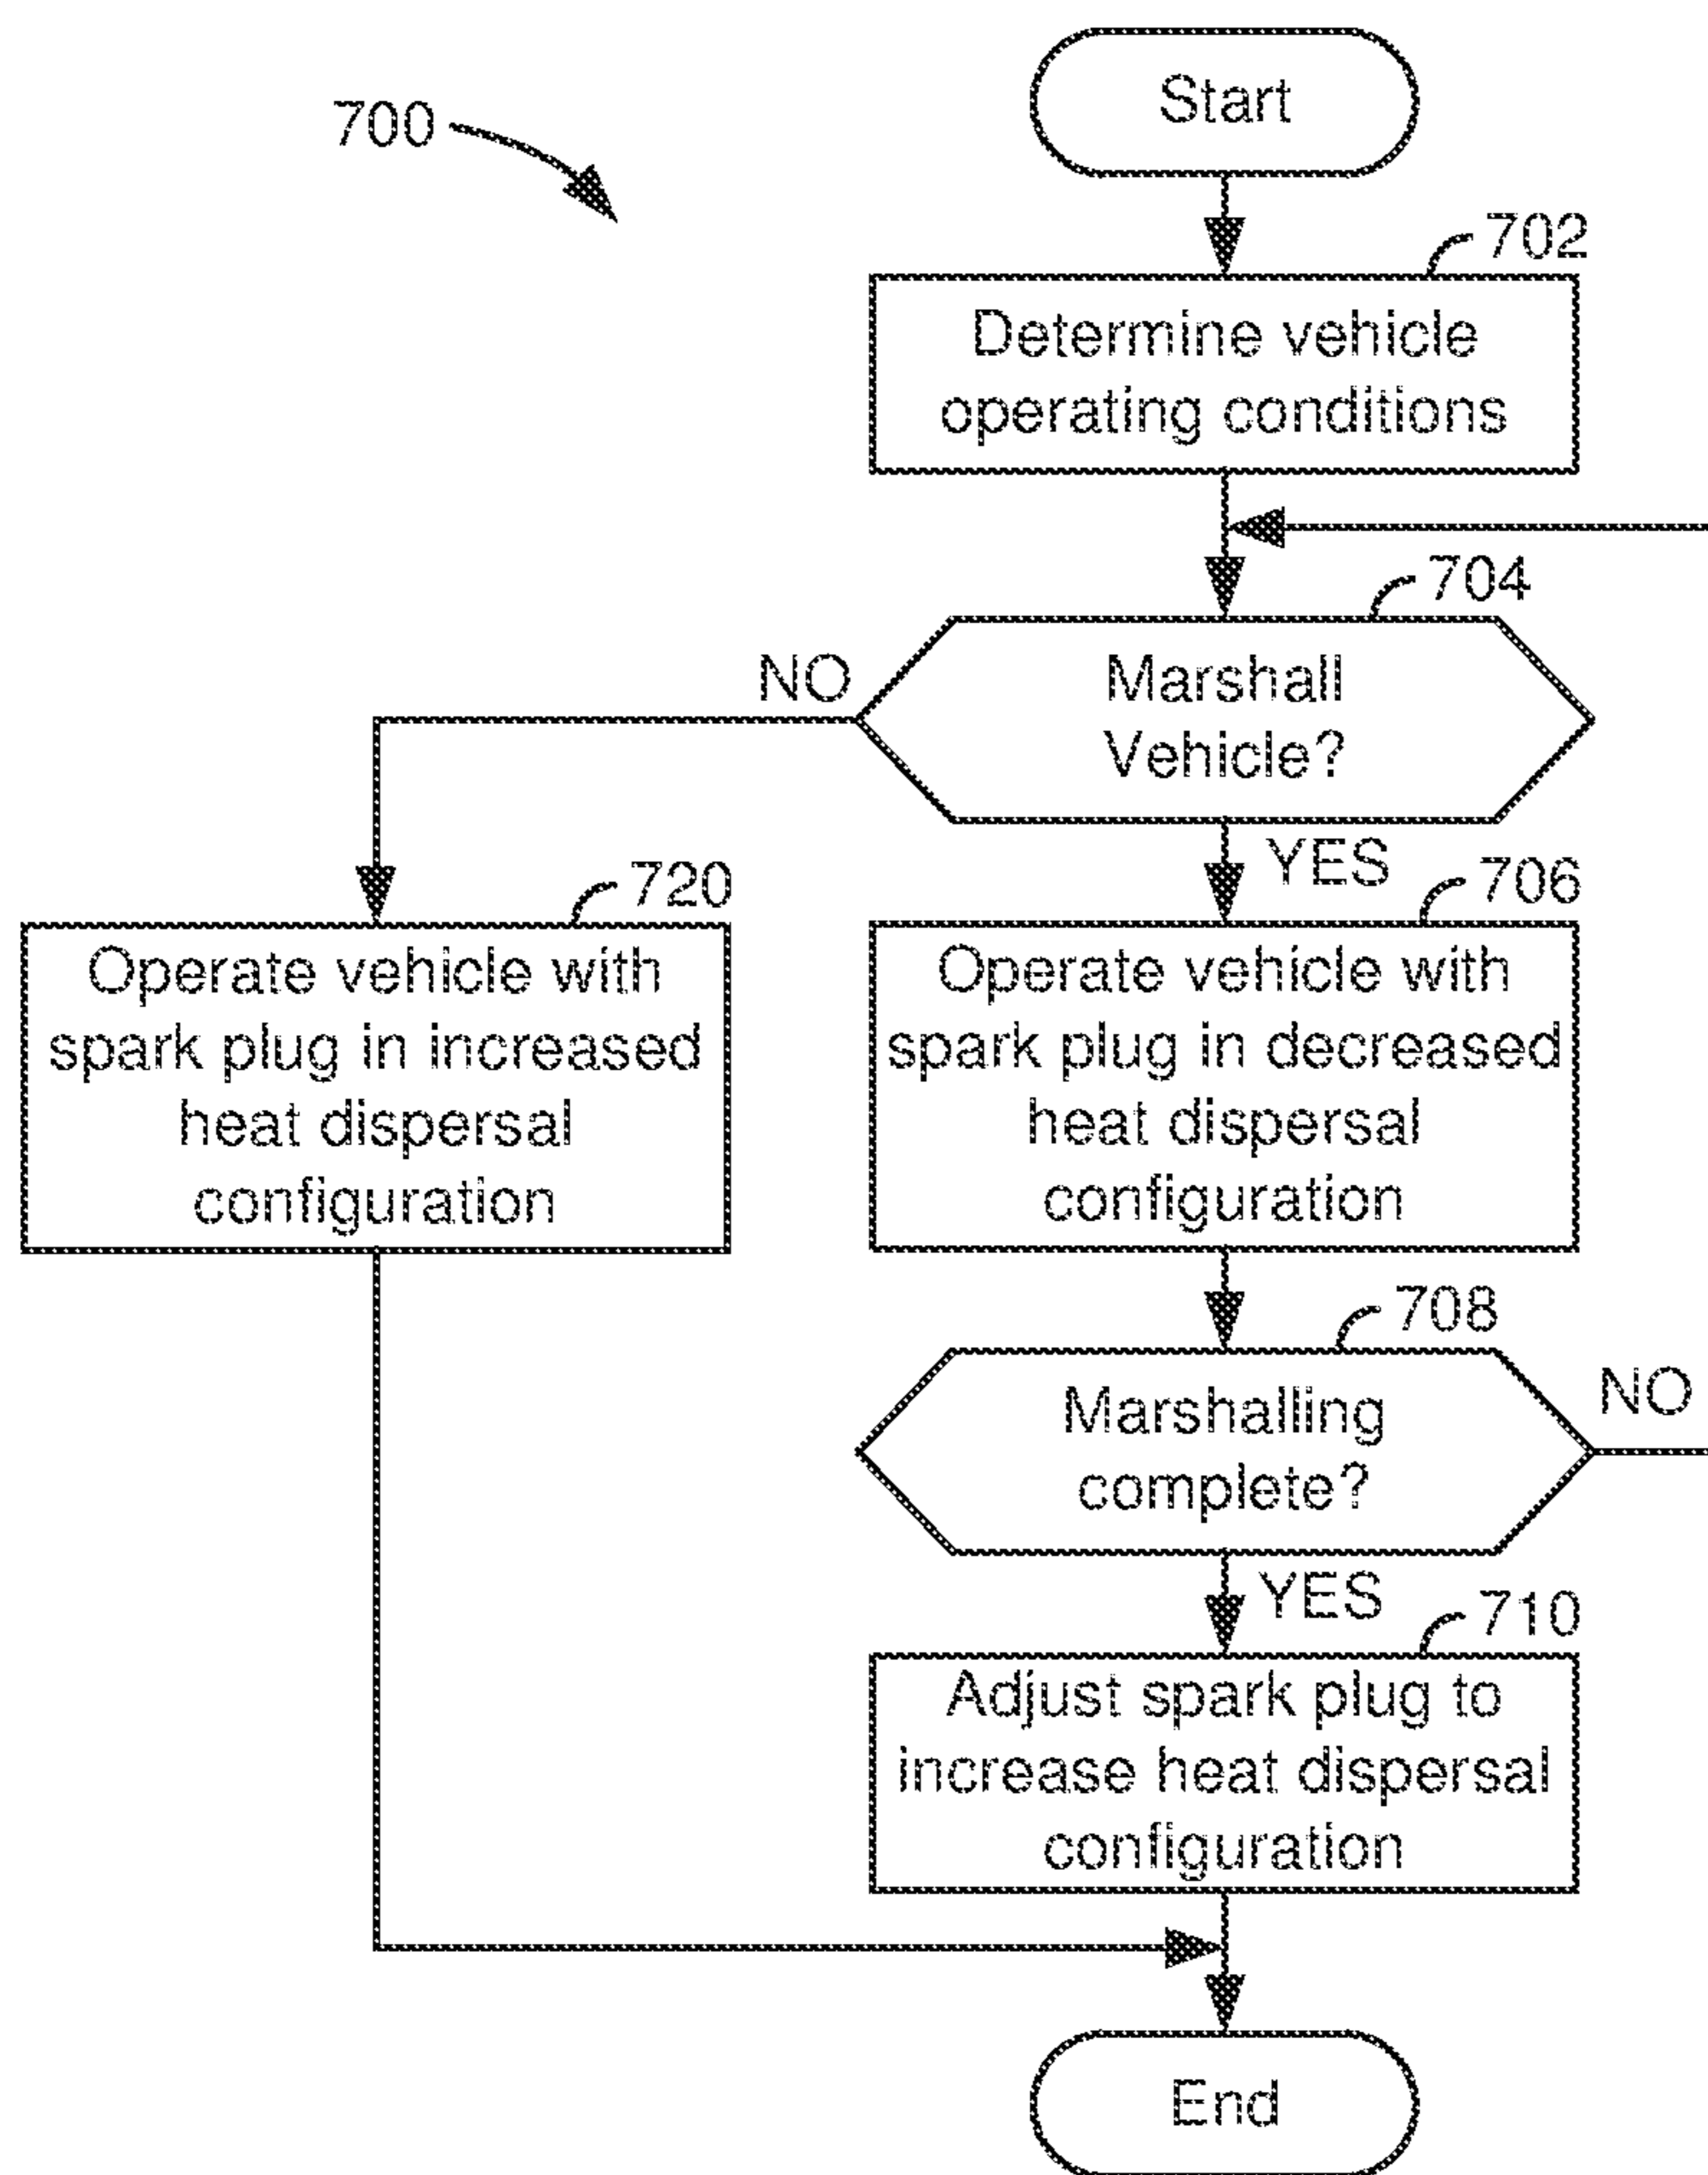 700
Start
702
Determine vehicle
operating conditions
704
NO
Marshall
Vehicle?
YES
720
Operate vehicle with
spark plug in increased
heat dispersal
configuration
706
Operate vehicle with
spark plug in decreased
heat dispersal
configuration
708
Marshalling
complete?
NO
YES
710
Adjust spark plug to
increase heat dispersal
configuration
End